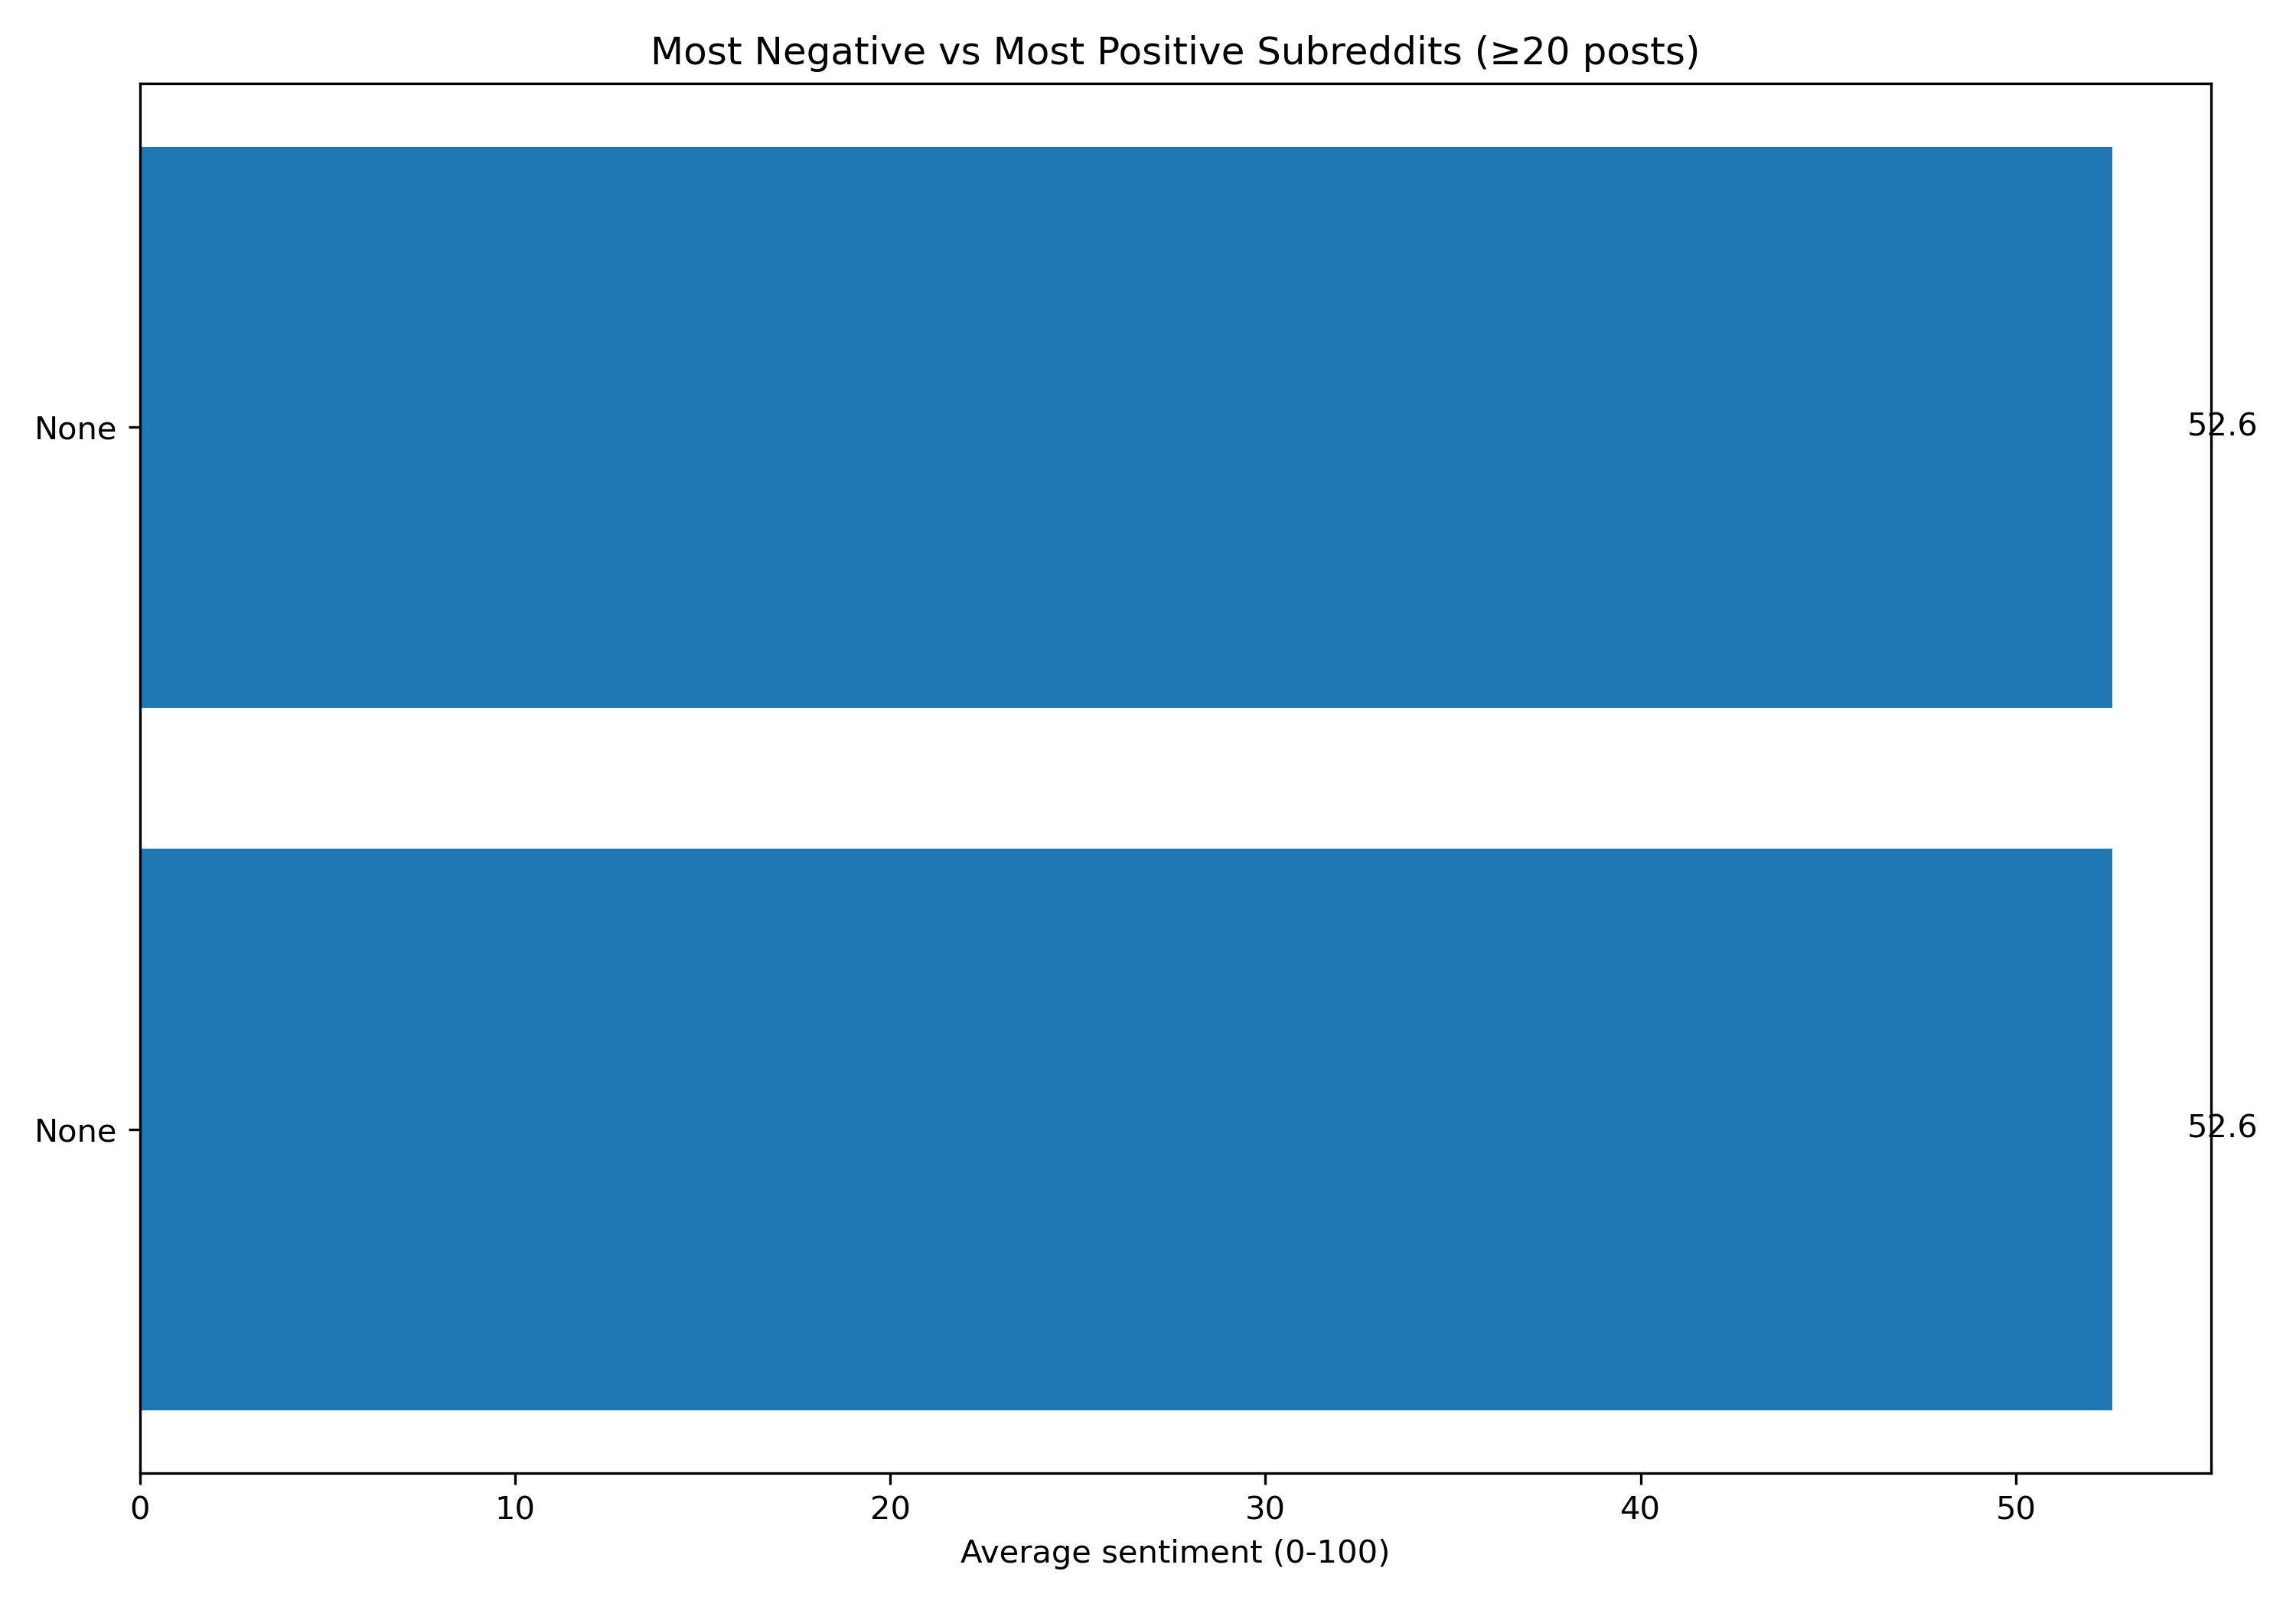 Most Negative vs Most Positive Subreddits (≥20 posts)
None
52.6
None
52.6
0 10 20 30 40 50
Average sentiment (0-100)